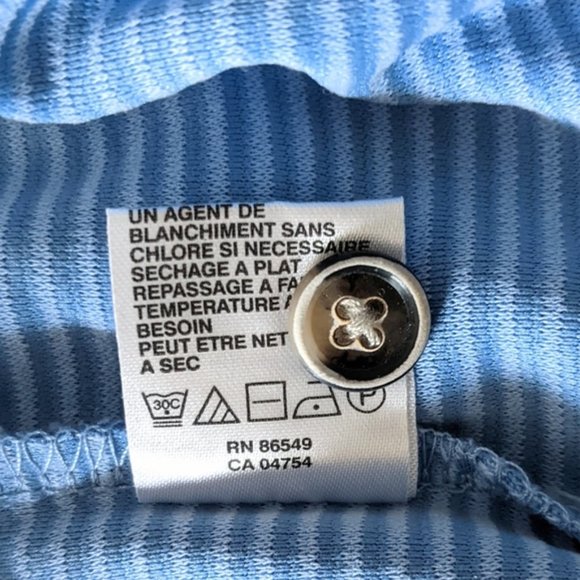 UN AGENT DE
BLANCHIMENT SANS
CHLORE SI NECESSAIRE
SECHAGE A PLAT
REPASSAGE A
TEMPERATURE
BESOIN
PEUT ETRE NET
A SEC
30C P
RN 86549
CA 04754